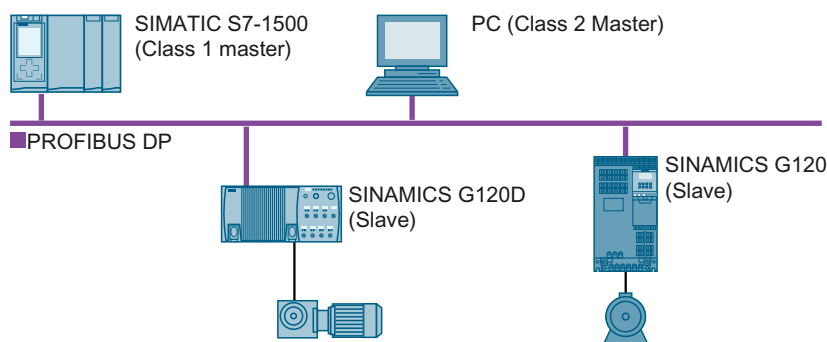 SIMATIC S7-1500
(Class 1 master)
PC (Class 2 Master)
PROFIBUS DP
SINAMICS G120D
(Slave)
SINAMICS G120
(Slave)